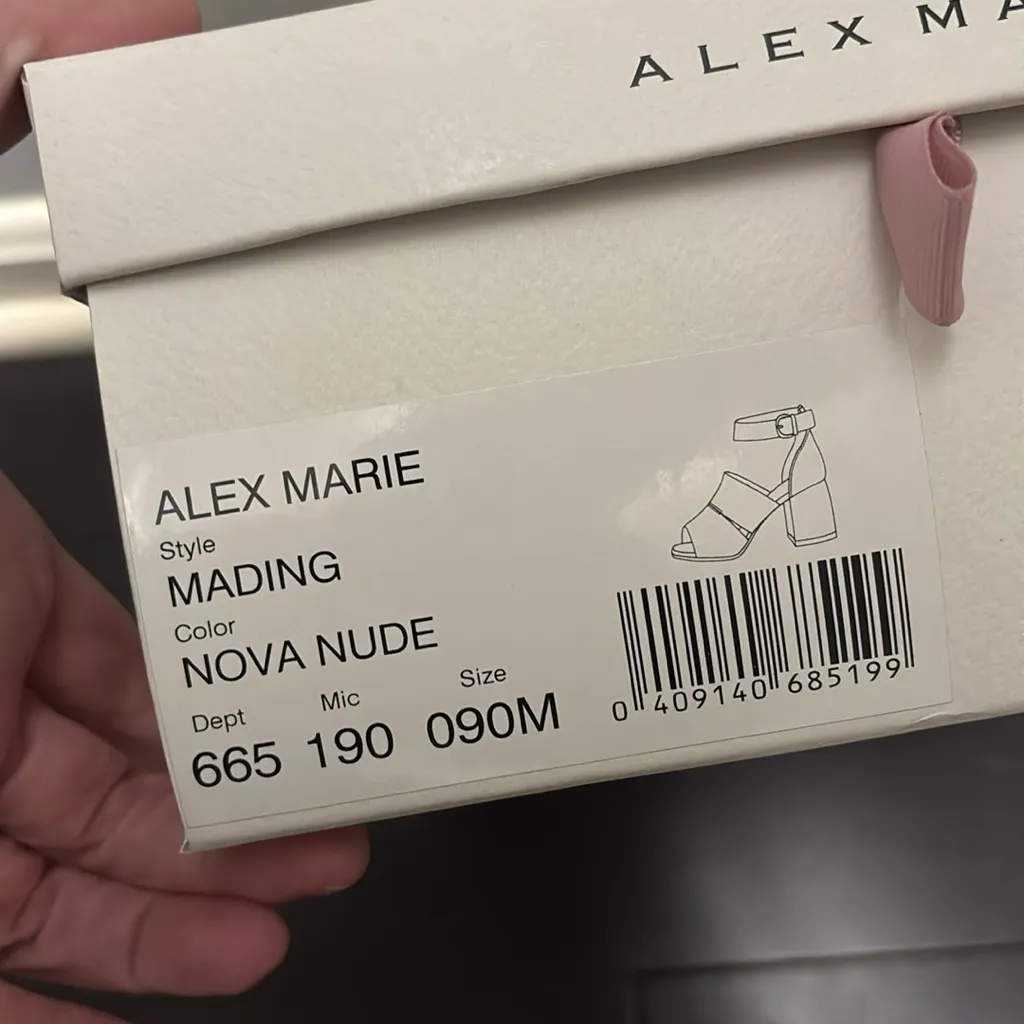 ALEX MA
ALEX MARIE
Style
MADING
Color
NOVA NUDE
Dept Mic Size
665 190 090M
0 409140 685199